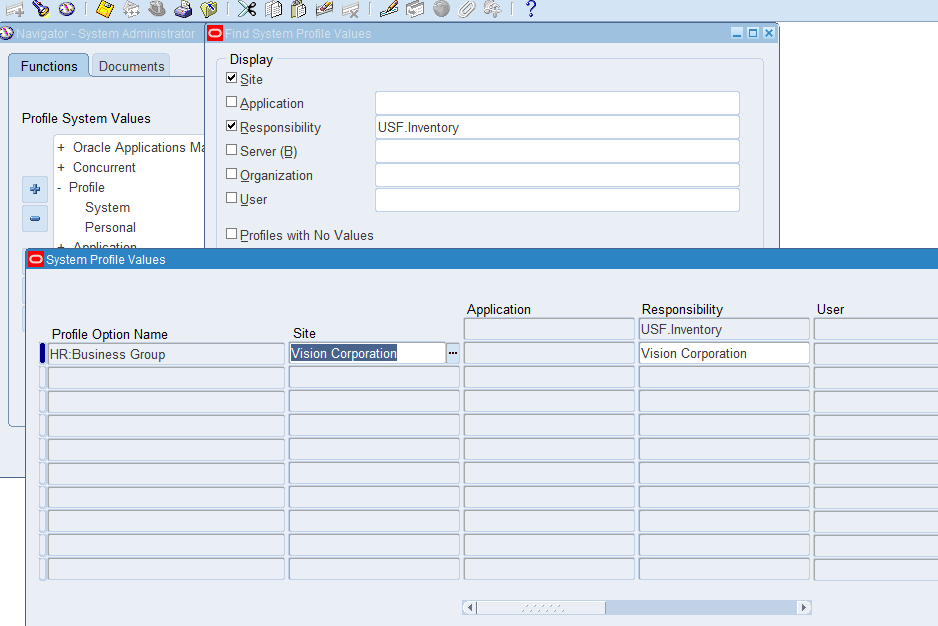 Navigator - System Administrator
Find System Profile Values
Functions
Documents
Profile System Values
+ Oracle Applications Ma
+ Concurrent
- Profile
System
Personal
+ Application
Display
Site
Application
Responsibility USF.Inventory
Server (B)
Organization
User
Profiles with No Values
System Profile Values
Application Responsibility User
USF.Inventory
Profile Option Name Site
HR:Business Group Vision Corporation ... Vision Corporation